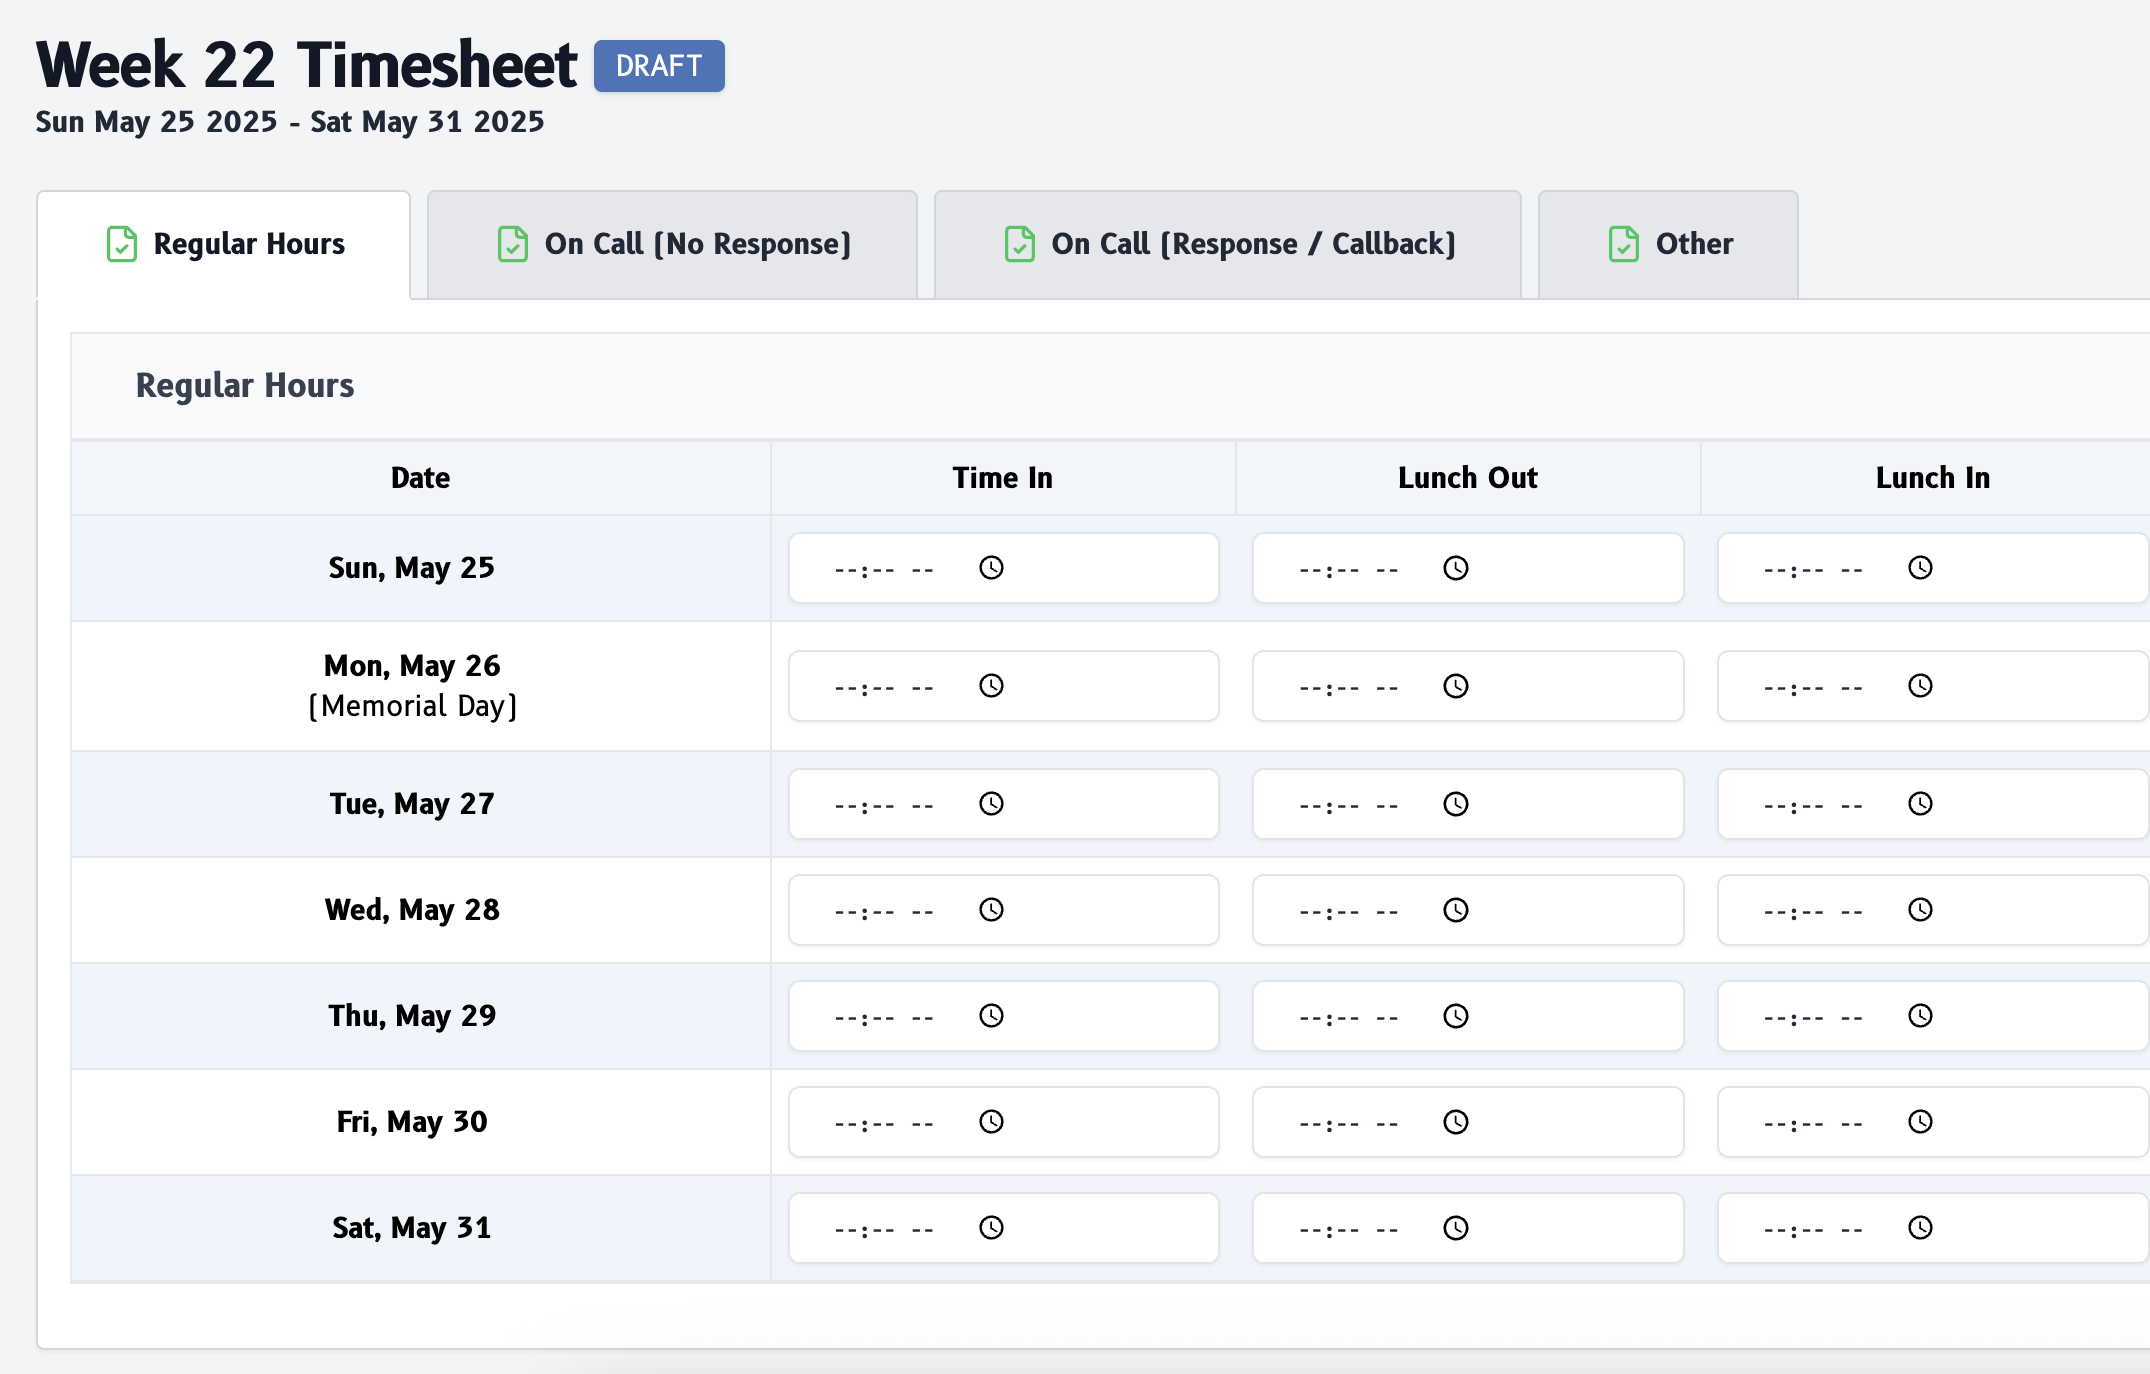 Week 22 Timesheet DRAFT
Sun May 25 2025 - Sat May 31 2025
Regular Hours On Call (No Response) On Call (Response / Callback) Other
Regular Hours
Date Time In Lunch Out Lunch In
Sun, May 25 --:-- -- --:-- -- --:-- --
Mon, May 26 --:-- -- --:-- -- --:-- --
(Memorial Day)
Tue, May 27 --:-- -- --:-- -- --:-- --
Wed, May 28 --:-- -- --:-- -- --:-- --
Thu, May 29 --:-- -- --:-- -- --:-- --
Fri, May 30 --:-- -- --:-- -- --:-- --
Sat, May 31 --:-- -- --:-- -- --:-- --